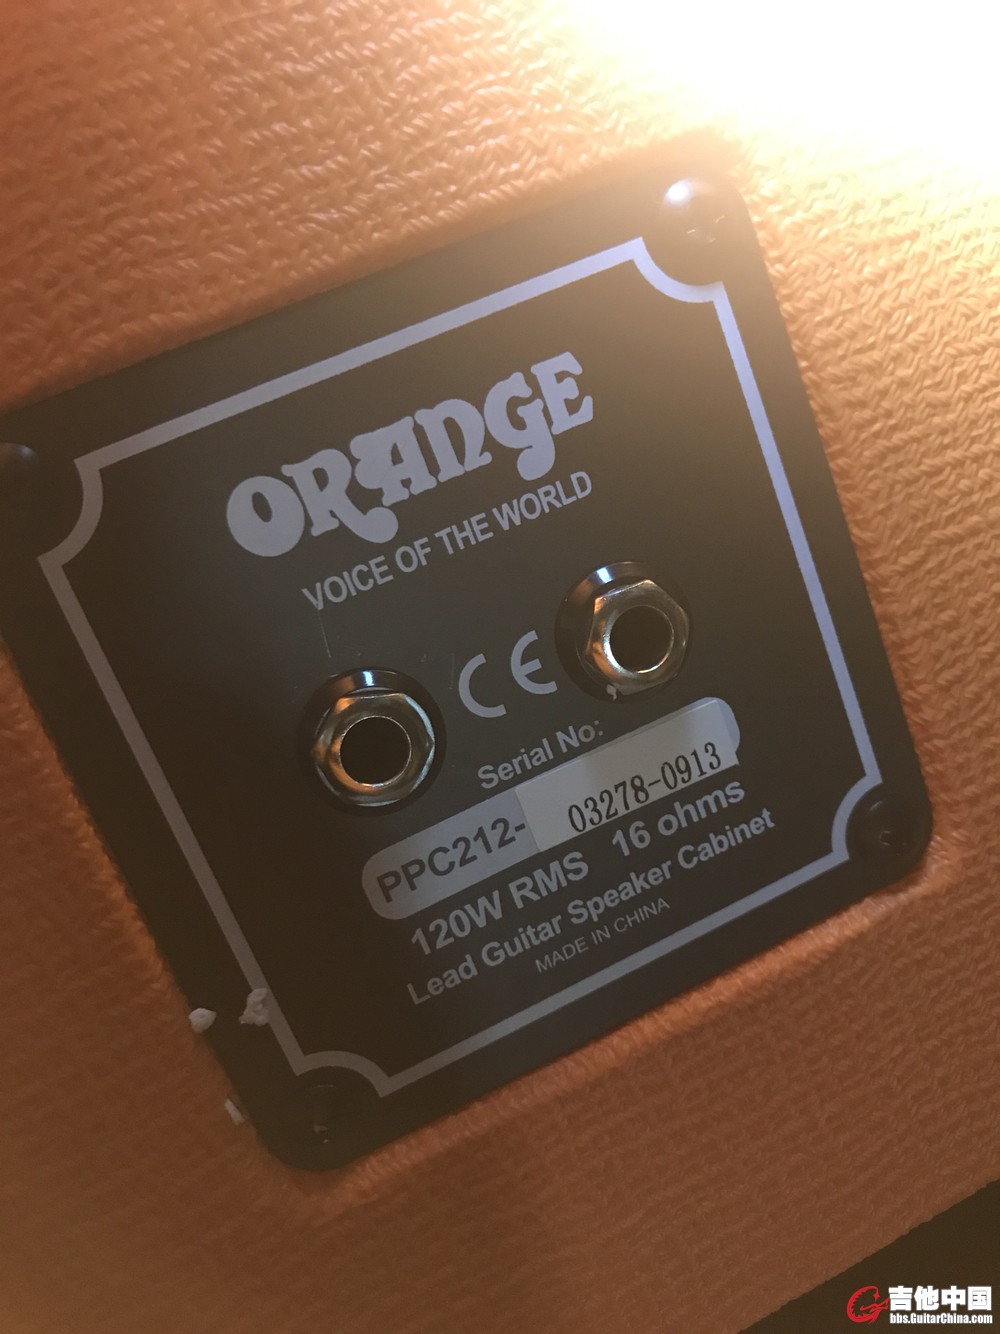 ORANGE
VOICE OF THE WORLD
CE
Serial No:
PPC212- 03278-0913
120W RMS 16 ohms
Lead Guitar Speaker Cabinet
MADE IN CHINA
吉他中国
bbs.GuitarChina.com